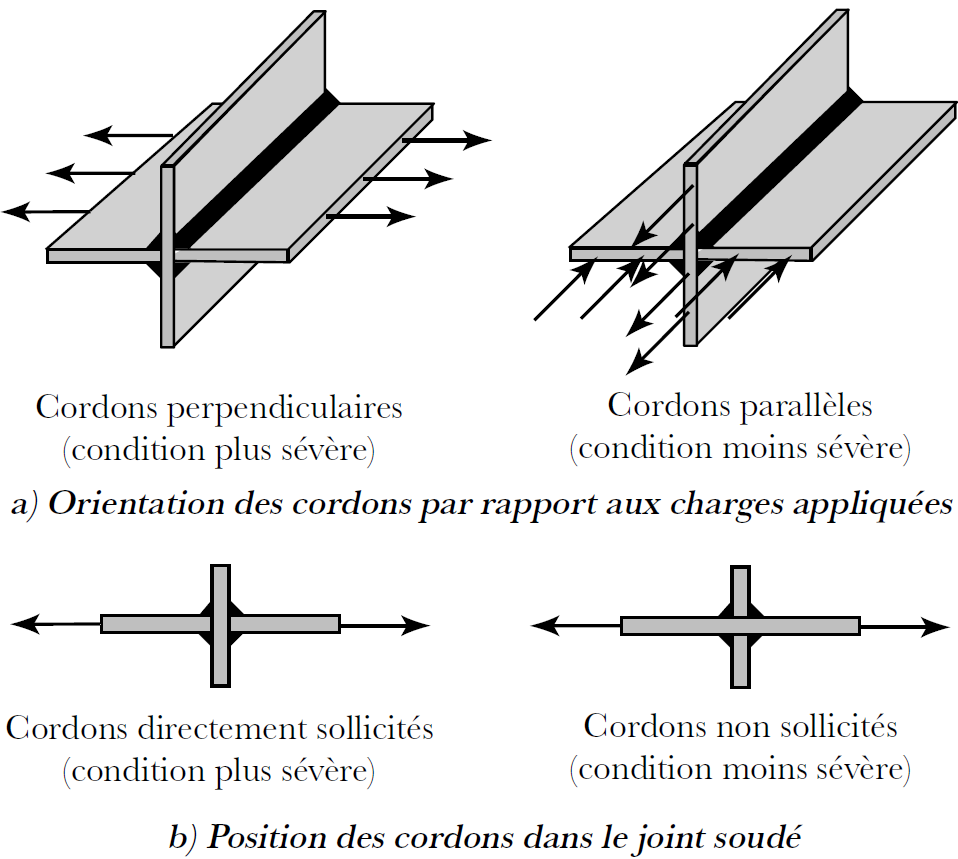 Cordons perpendiculaires
(condition plus sévère)
Cordons parallèles
(condition moins sévère)
a) Orientation des cordons par rapport aux charges appliquées
Cordons directement sollicités
(condition plus sévère)
Cordons non sollicités
(condition moins sévère)
b) Position des cordons dans le joint soudé